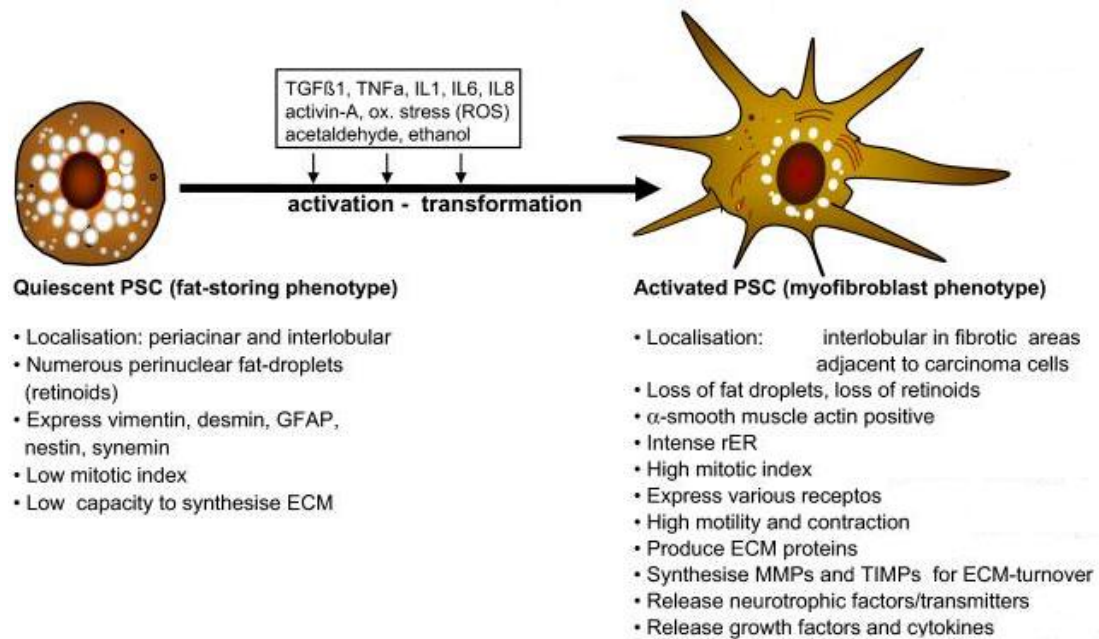 TGFß1, TNFa, IL1, IL6, IL8
activin-A, ox. stress (ROS)
acetaldehyde, ethanol
activation - transformation
Quiescent PSC (fat-storing phenotype)
• Localisation: periacinar and interlobular
• Numerous perinuclear fat-droplets
(retinoids)
• Express vimentin, desmin, GFAP,
nestin, synemin
• Low mitotic index
• Low capacity to synthesise ECM
Activated PSC (myofibroblast phenotype)
• Localisation: interlobular in fibrotic areas
adjacent to carcinoma cells
• Loss of fat droplets, loss of retinoids
• α-smooth muscle actin positive
• Intense rER
• High mitotic index
• Express various receptos
• High motility and contraction
• Produce ECM proteins
• Synthesise MMPs and TIMPs for ECM-turnover
• Release neurotrophic factors/transmitters
• Release growth factors and cytokines